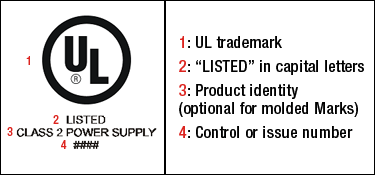 1 UL
®
2 LISTED
3 CLASS 2 POWER SUPPLY
4 ####
1: UL trademark
2: “LISTED” in capital letters
3: Product identity
(optional for molded Marks)
4: Control or issue number